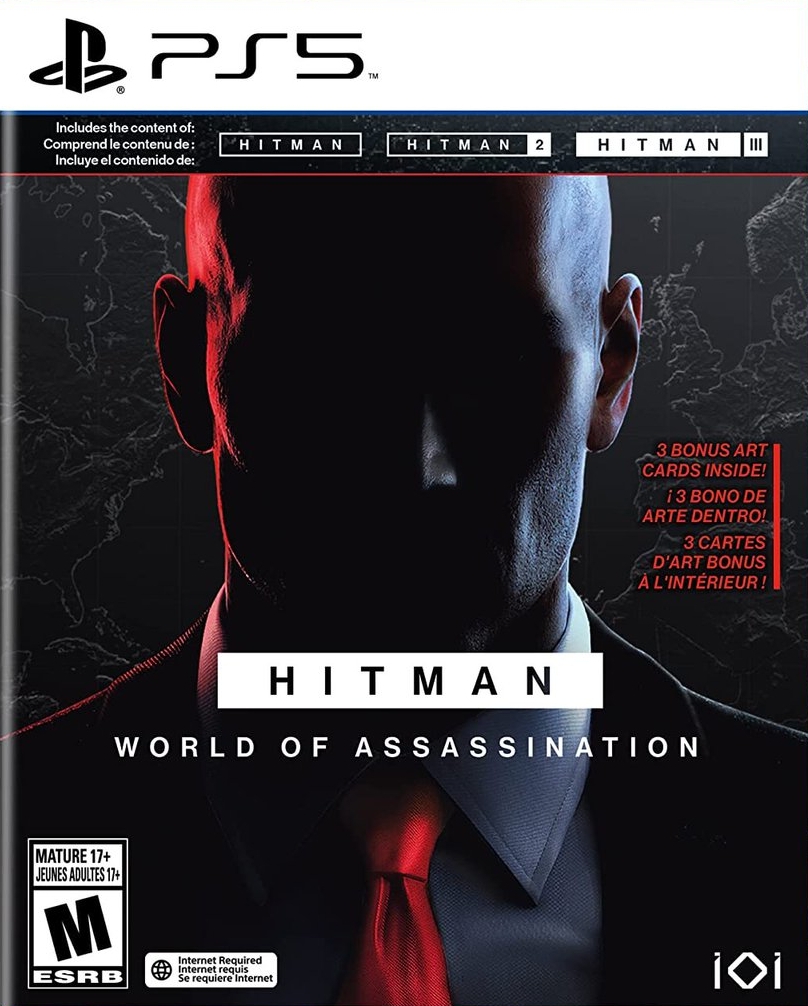 PS5™
Includes the content of:
Comprend le contenu de :
Incluye el contenido de:
HITMAN
HITMAN 2
HITMAN III
3 BONUS ART
CARDS INSIDE!
¡ 3 BONO DE
ARTE DENTRO!
3 CARTES
D'ART BONUS
À L'INTÉRIEUR !
HITMAN
WORLD OF ASSASSINATION
MATURE 17+
JEUNES ADULTES 17+
M
ESRB
Internet Required
Internet requis
Se requiere Internet
IOI